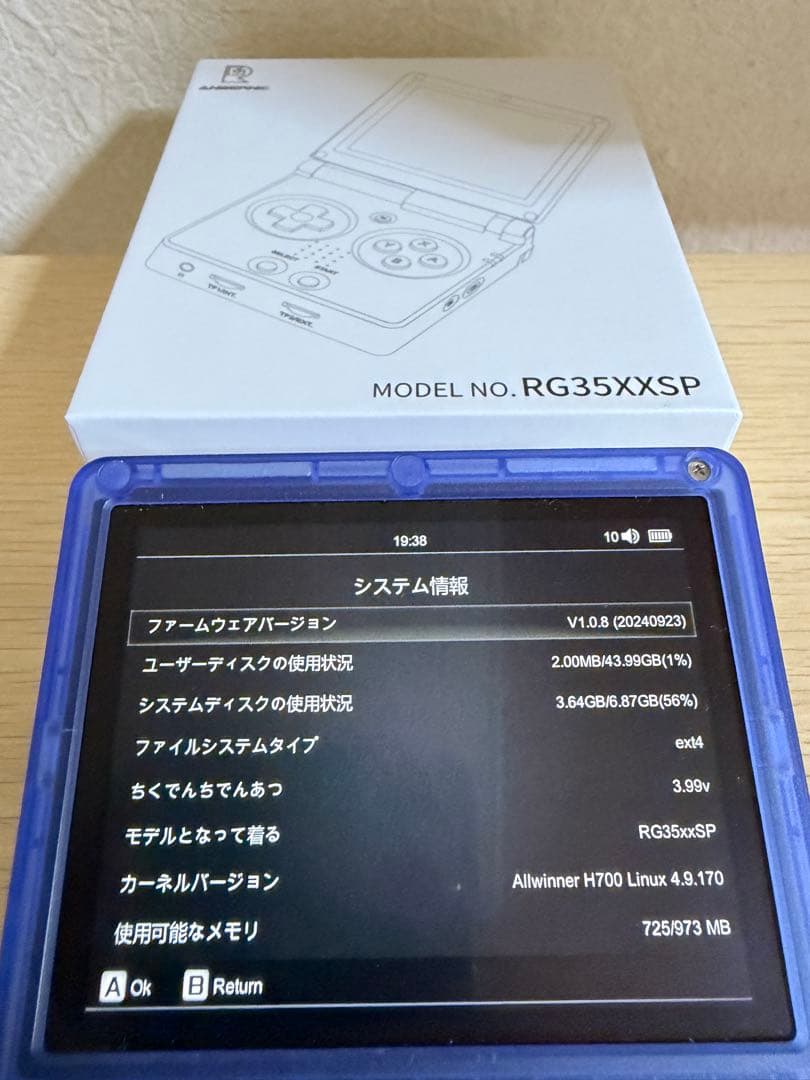 ANBERNIC
SELECT
START
Y
X
B
A
TF1/INT.
TF2/EXT.
MODEL NO. RG35XXSP
19:38
10
システム情報
ファームウェアバージョン V1.0.8 (20240923)
ユーザーディスクの使用状況 2.00MB/43.99GB(1%)
システムディスクの使用状況 3.64GB/6.87GB(56%)
ファイルシステムタイプ ext4
ちくでんちでんあつ 3.99v
モデルとなって着る RG35xxSP
カーネルバージョン Allwinner H700 Linux 4.9.170
使用可能なメモリ 725/973 MB
A Ok B Return